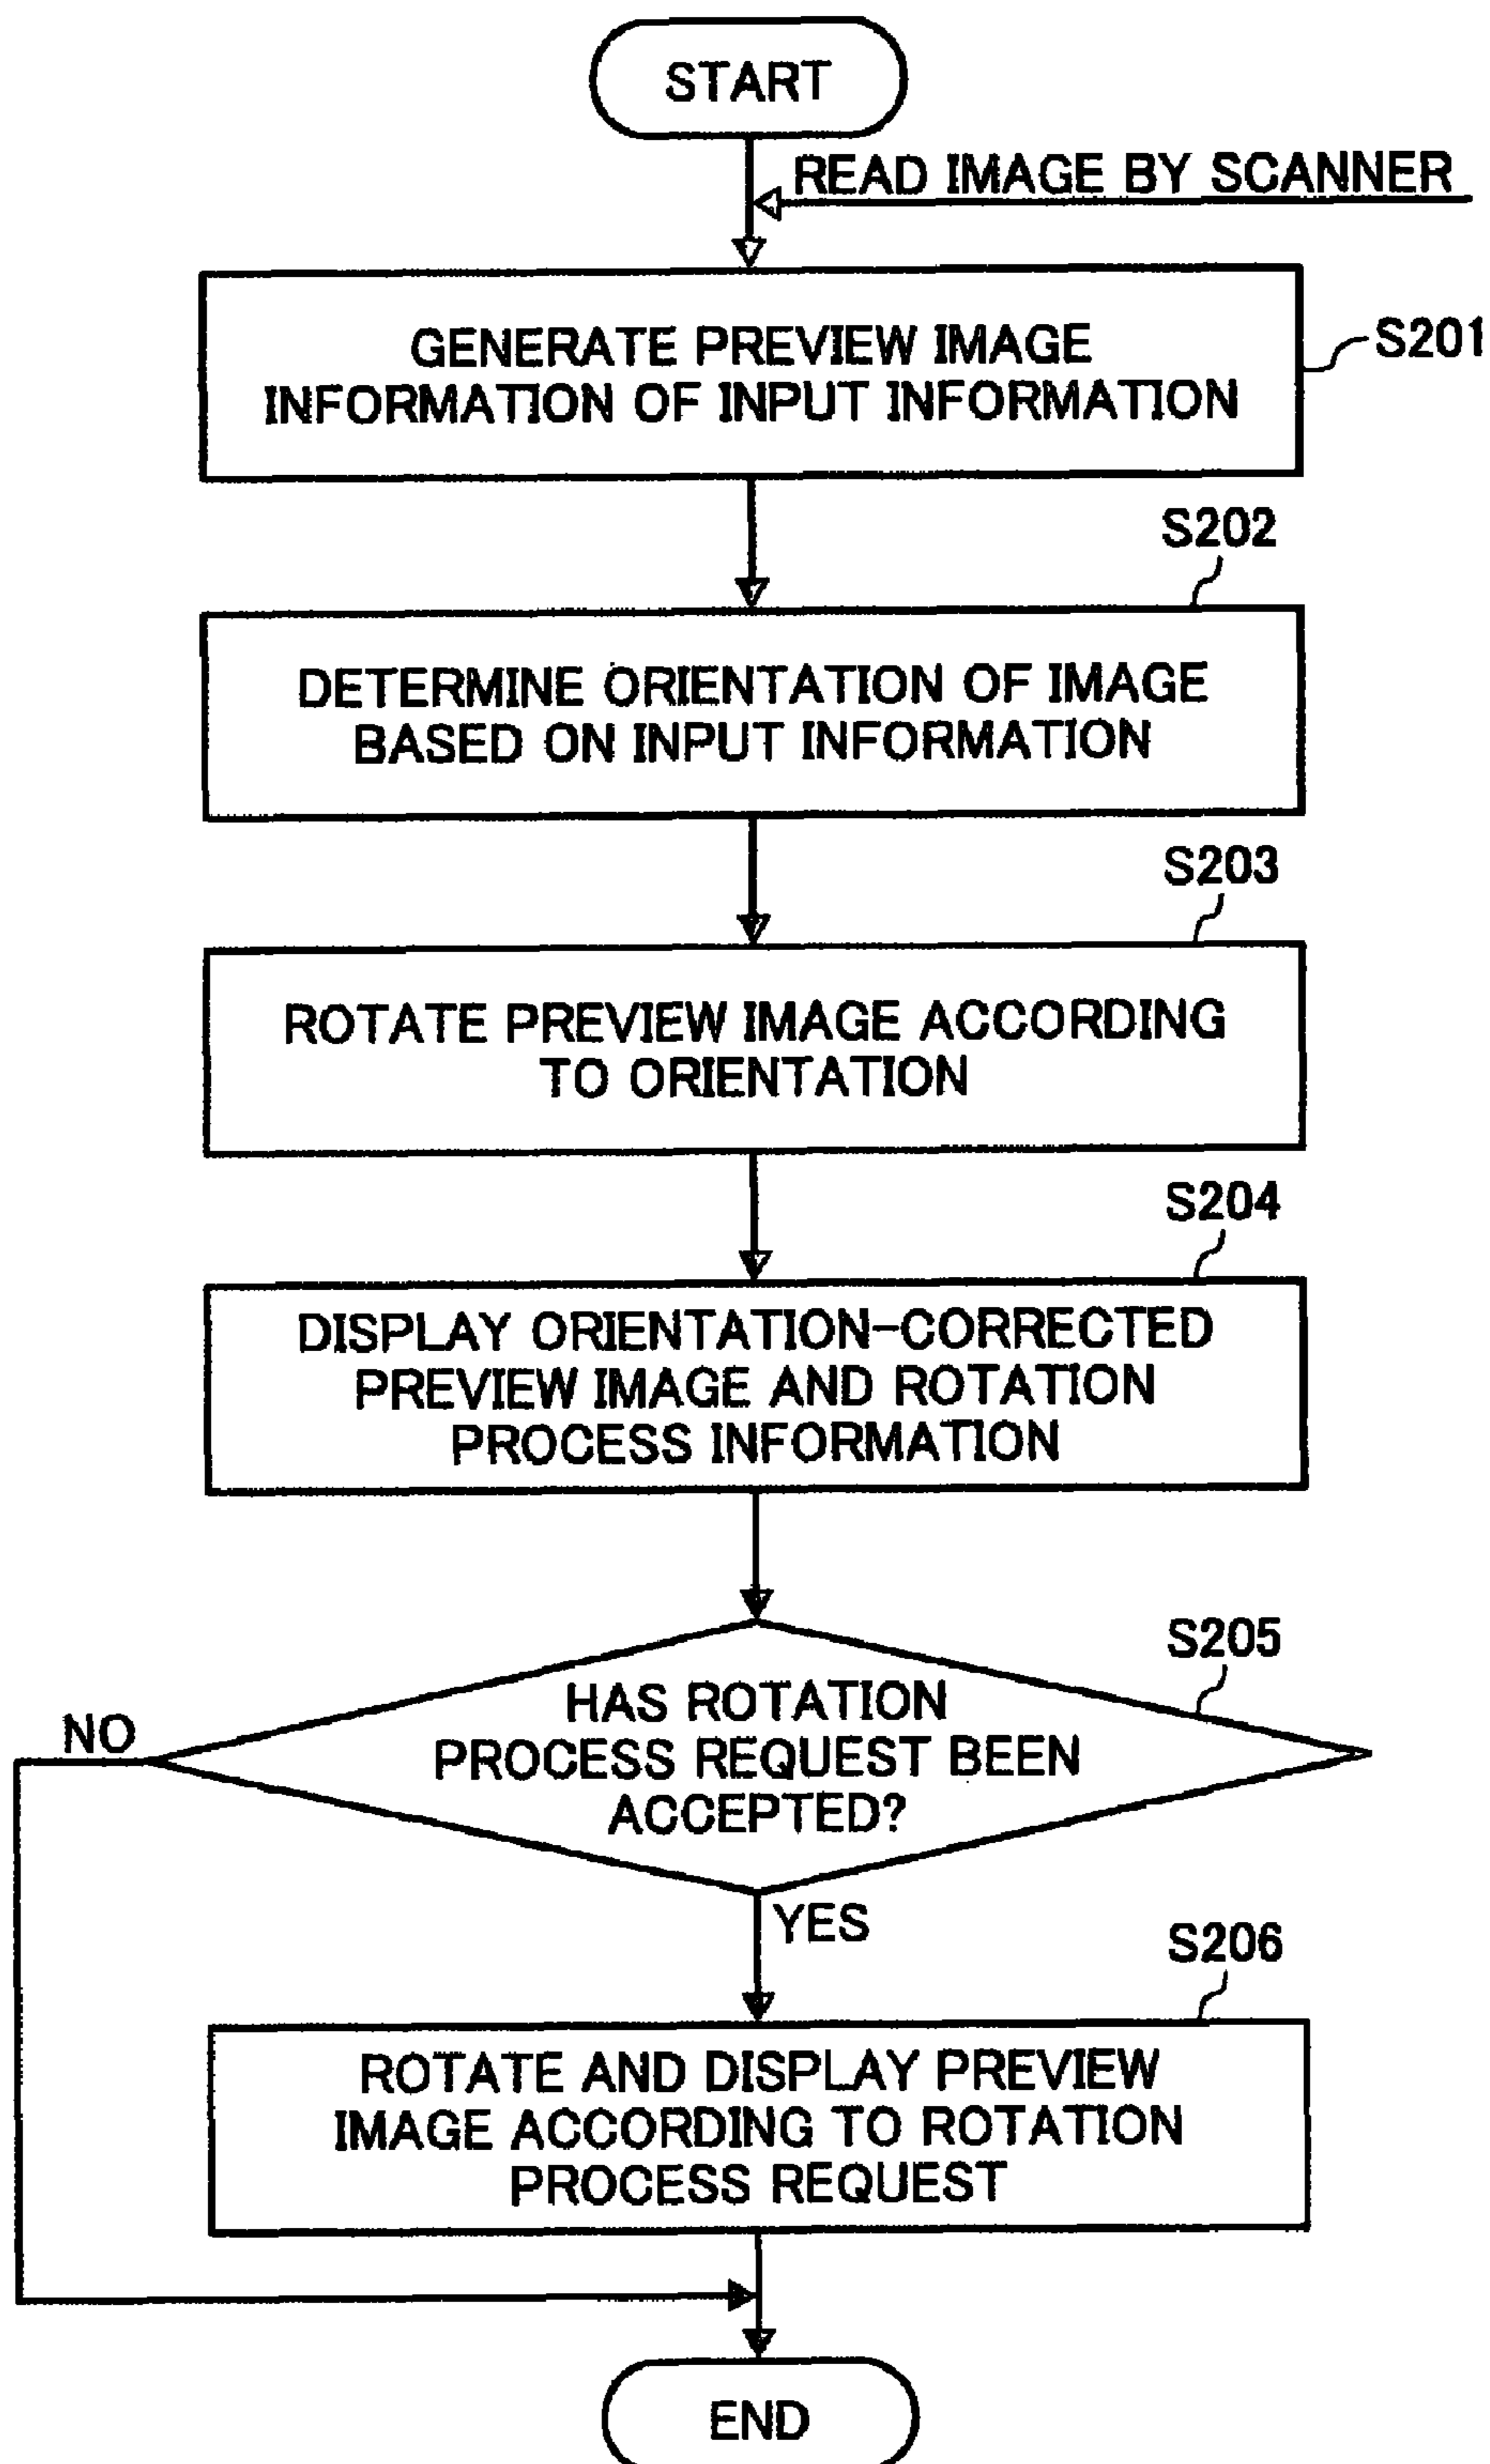 START
READ IMAGE BY SCANNER
GENERATE PREVIEW IMAGE
INFORMATION OF INPUT INFORMATION
S201
S202
DETERMINE ORIENTATION OF IMAGE
BASED ON INPUT INFORMATION
S203
ROTATE PREVIEW IMAGE ACCORDING
TO ORIENTATION
S204
DISPLAY ORIENTATION-CORRECTED
PREVIEW IMAGE AND ROTATION
PROCESS INFORMATION
S205
HAS ROTATION
PROCESS REQUEST BEEN
ACCEPTED?
NO
YES
S206
ROTATE AND DISPLAY PREVIEW
IMAGE ACCORDING TO ROTATION
PROCESS REQUEST
END